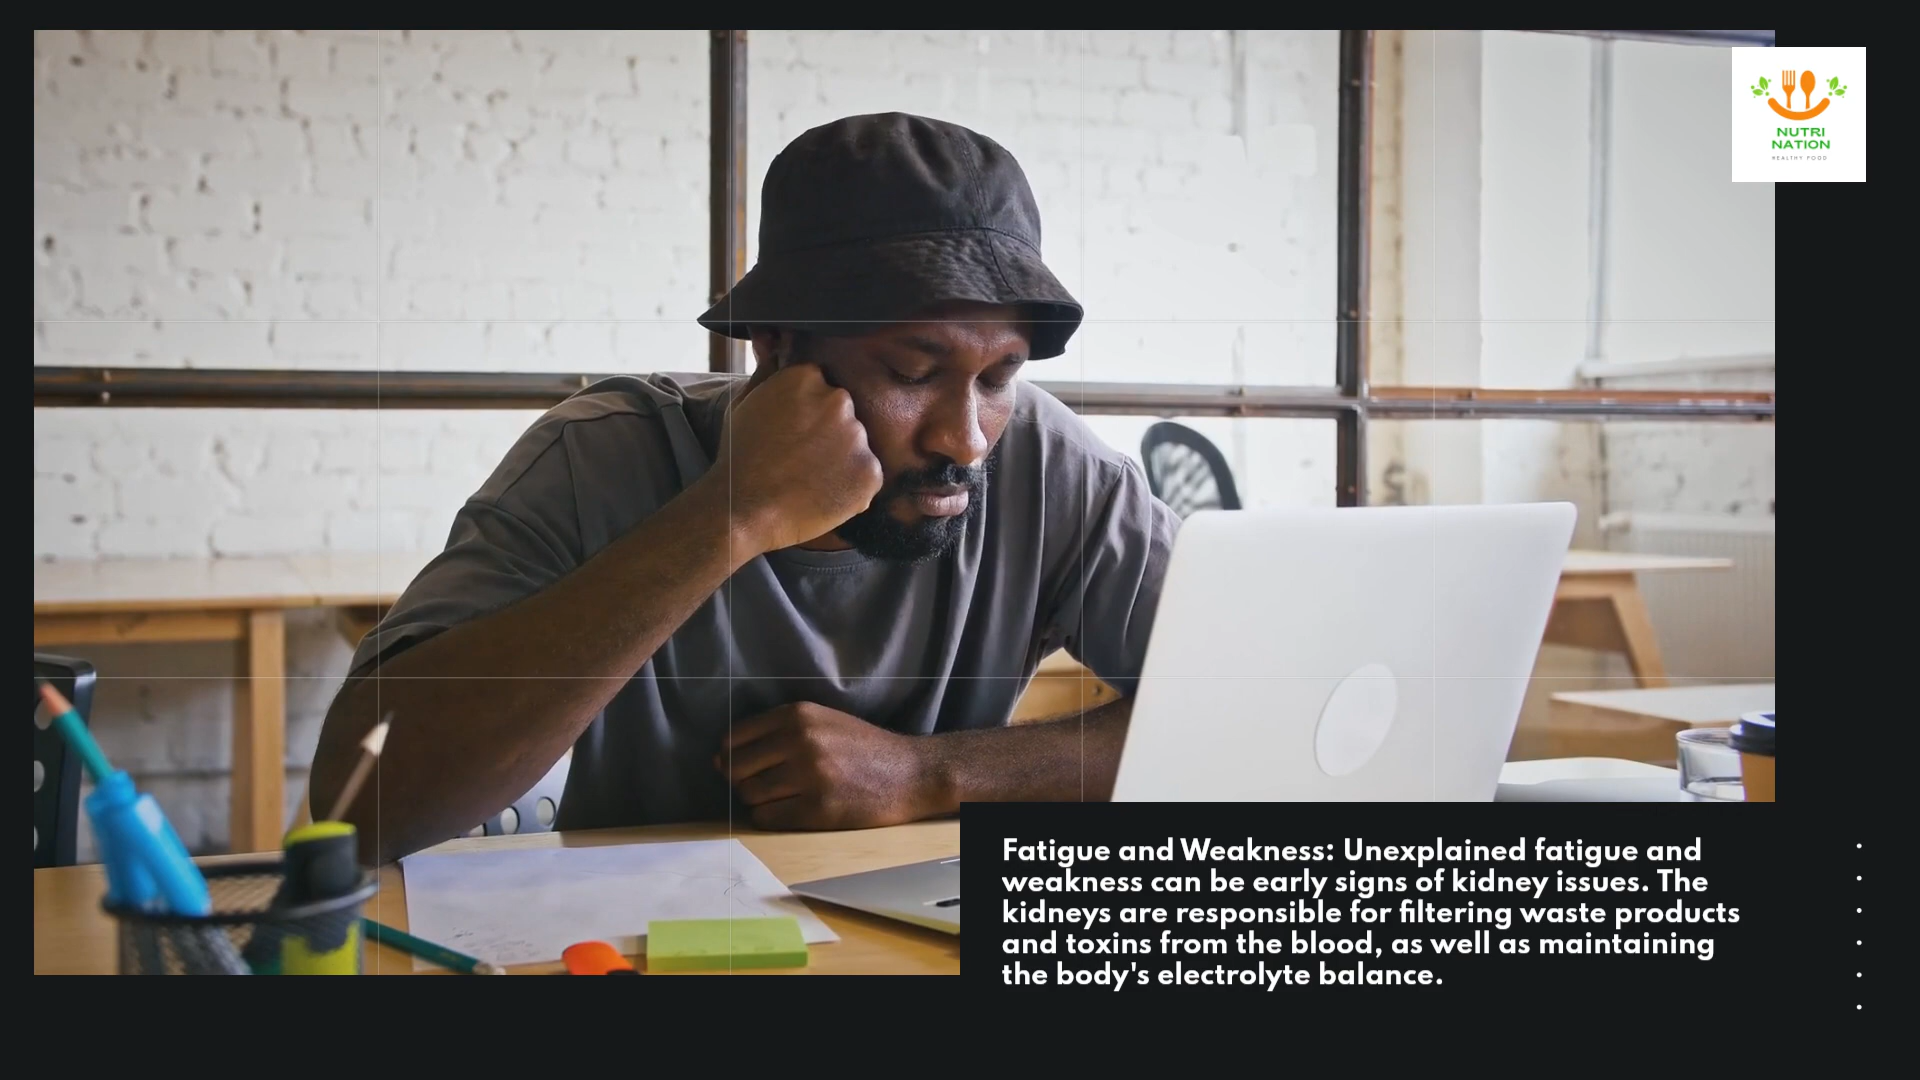 NUTRI
NATION
HEALTHY FOOD
Fatigue and Weakness: Unexplained fatigue and
weakness can be early signs of kidney issues. The
kidneys are responsible for filtering waste products
and toxins from the blood, as well as maintaining
the body's electrolyte balance.